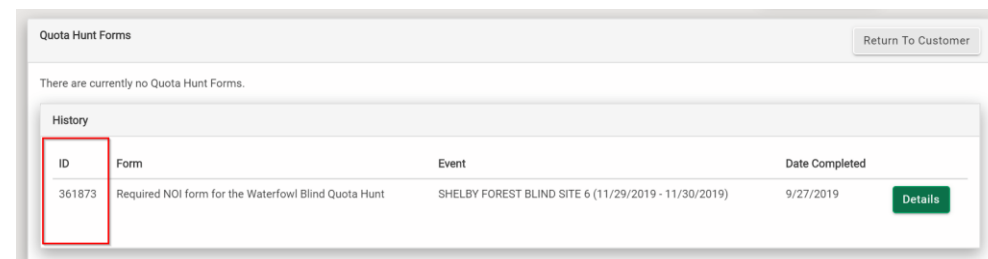 Quota Hunt Forms
Return To Customer
There are currently no Quota Hunt Forms.
History
ID Form Event Date Completed
361873 Required NOI form for the Waterfowl Blind Quota Hunt SHELBY FOREST BLIND SITE 6 (11/29/2019 - 11/30/2019) 9/27/2019 Details